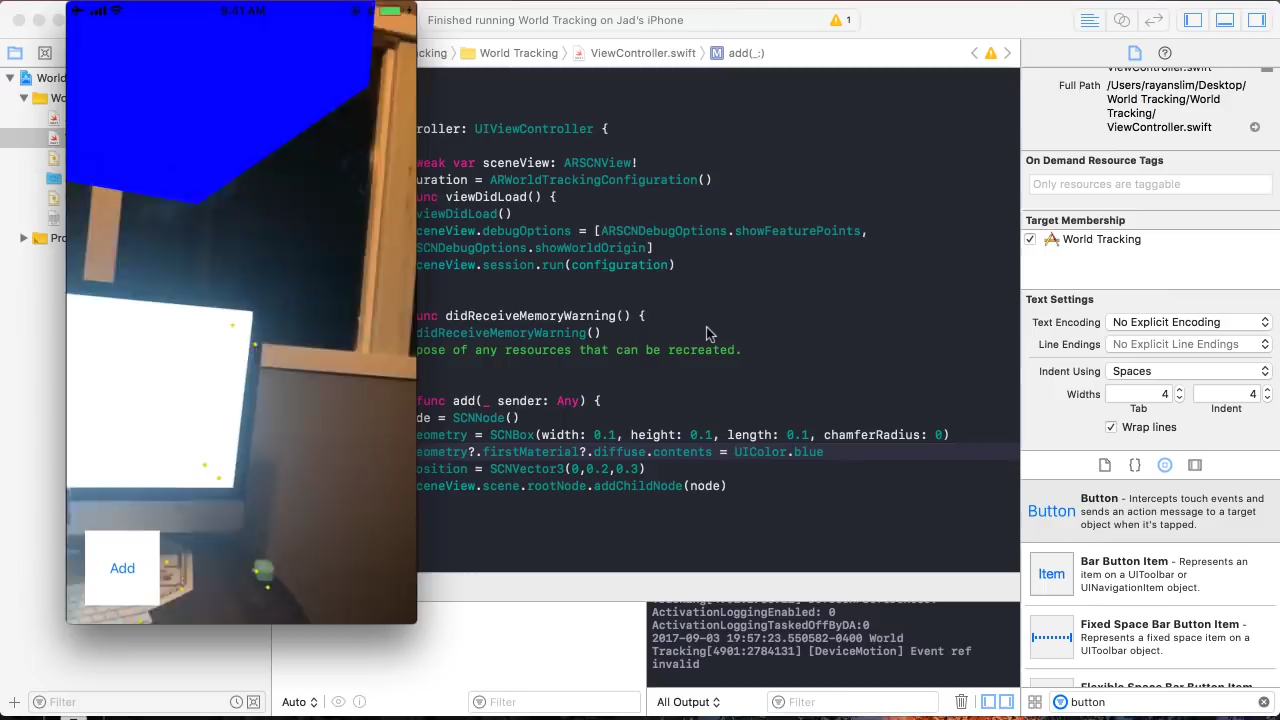 9:41 AM
Finished running World Tracking on Jad's iPhone
1
World Tracking
ViewController.swift
M
add(_:)
World
Wo
Pro
roller: UIViewController {
weak var sceneView: ARSCNView!
uration = ARWorldTrackingConfiguration()
unc viewDidLoad() {
viewDidLoad()
ceneView.debugOptions = [ARSCNDebugOptions.showFeaturePoints,
SCNDebugOptions.showWorldOrigin]
ceneView.session.run(configuration)
unc didReceiveMemoryWarning() {
didReceiveMemoryWarning()
pose of any resources that can be recreated.
func add(_ sender: Any) {
de = SCNNode()
eometry = SCNBox(width: 0.1, height: 0.1, length: 0.1, chamferRadius: 0)
eometry?.firstMaterial?.diffuse.contents = UIColor.blue
osition = SCNVector3(0,0.2,0.3)
ceneView.scene.rootNode.addChildNode(node)
Add
ActivationLoggingEnabled: 0
ActivationLoggingTaskedOffByDA:0
2017-09-03 19:57:23.550582-0400 World
Tracking[4901:2784131] [DeviceMotion] Event ref
invalid
Filter
Auto
Filter
All Output
Filter
ViewController.swift
Full Path
/Users/rayanslim/Desktop/
World Tracking/World
Tracking/
ViewController.swift
On Demand Resource Tags
Only resources are taggable
Target Membership
World Tracking
Text Settings
Text Encoding
No Explicit Encoding
Line Endings
No Explicit Line Endings
Indent Using
Spaces
Widths
4
4
Tab
Indent
Wrap lines
Button
Button - Intercepts touch events and
sends an action message to a target
object when it's tapped.
Item
Bar Button Item - Represents an
item on a UIToolbar or
UINavigationItem object.
Fixed Space Bar Button Item -
Represents a fixed space item on a
UIToolbar object.
Flexible Space Bar Button Item
button